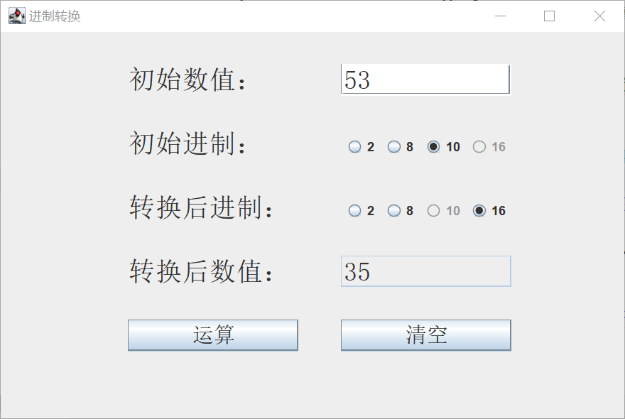 进制转换
初始数值： 53
初始进制： 2 8 10 16
转换后进制： 2 8 10 16
转换后数值： 35
运算 清空